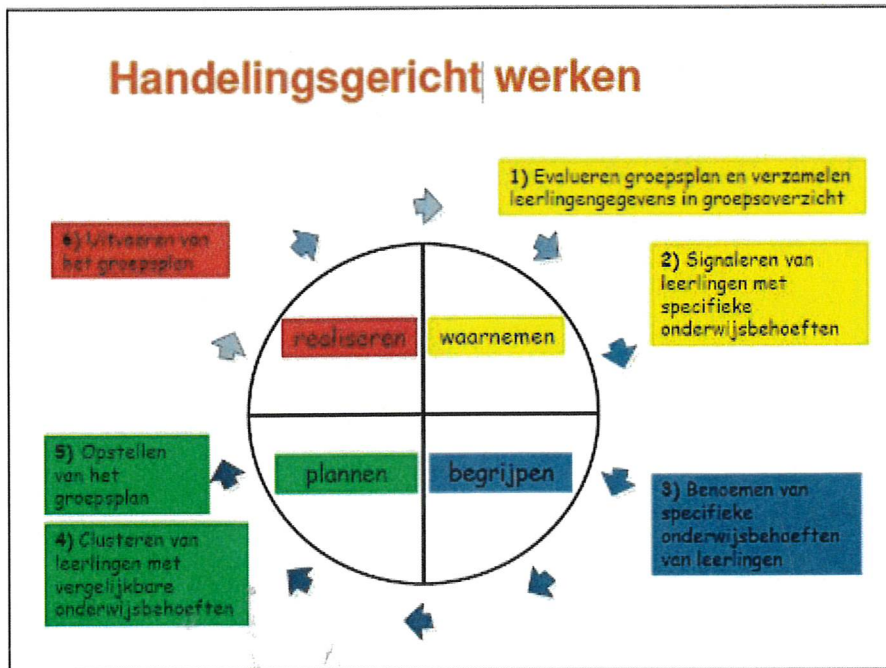 Handelingsgericht werken
1) Evalueren groepsplan en verzamelen
leerlingengegevens in groepsoverzicht
2) Signaleren van
leerlingen met
specifieke
onderwijsbehoeften
3) Benoemen van
specifieke
onderwijsbehoeften
van leerlingen
4) Clusteren van
leerlingen met
vergelijkbare
onderwijsbehoeften
5) Opstellen
van het
groepsplan
6) Uitvoeren van
het groepsplan
realiseren
waarnemen
plannen
begrijpen